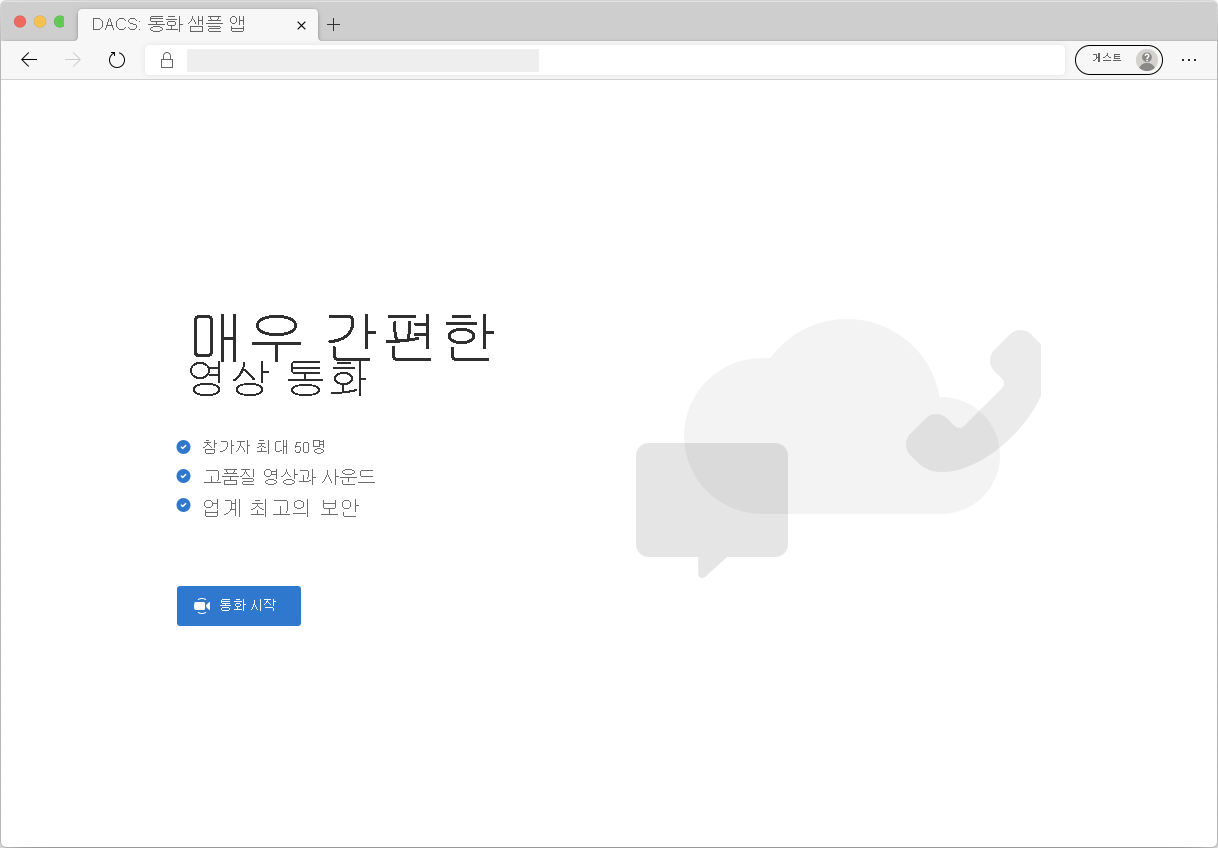 DACS: 통화 샘플 앱
게스트
매우 간편한
영상 통화
참가자 최대 50명
고품질 영상과 사운드
업계 최고의 보안
통화 시작